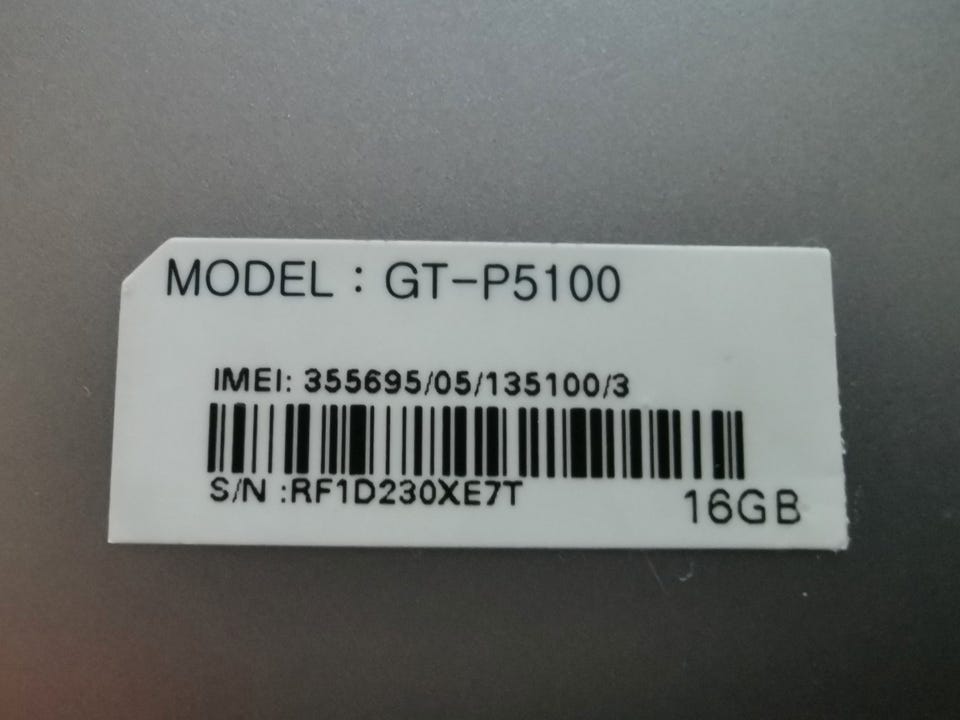 MODEL : GT-P5100
IMEI: 355695/05/135100/3
S/N :RF1D230XE7T
16GB